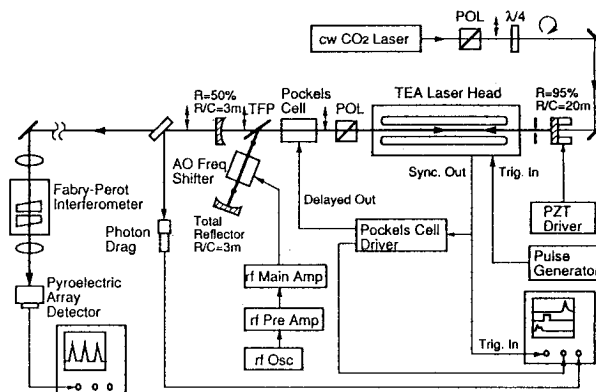 cw CO2 Laser
POL
λ/4
R=50%
R/C=3m
TFP
Pockels
Cell
POL
TEA Laser Head
R=95%
R/C=20m
AO Freq
Shifter
Fabry-Perot
Interferometer
Delayed Out
Sync. Out
Trig. In
Total
Reflector
R/C=3m
Photon
Drag
Pockels Cell
Driver
PZT
Driver
Pulse
Generator
Pyroelectric
Array
Detector
rf Main Amp
rf Pre Amp
rf Osc
Trig. In